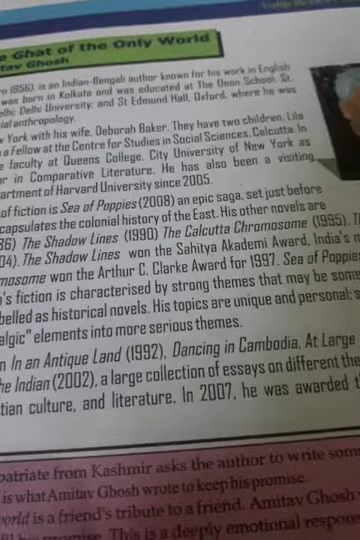 e Ghat of the Only World
tav Ghosh
1956), is an Indian-Bengali author known for his work in English
was born in Kolkata and was educated at The Doon School; St.
elhi; Delhi University; and St Edmund Hall, Oxford, where he was
ial anthropology.
w York with his wife, Deborah Baker. They have two children, Lila
a Fellow at the Centre for Studies in Social Sciences, Calcutta. In
e faculty at Queens College, City University of New York as
r in Comparative Literature. He has also been a visiting
artment of Harvard University since 2005.
of fiction is Sea of Poppies (2008) an epic saga, set just before
capsulates the colonial history of the East. His other novels are
86) The Shadow Lines (1990) The Calcutta Chromosome (1995), Th
04). The Shadow Lines won the Sahitya Akademi Award, India's m
mosome won the Arthur C. Clarke Award for 1997. Sea of Poppie
's fiction is characterised by strong themes that may be some
belled as historical novels. His topics are unique and personal; s
algic" elements into more serious themes.
n In an Antique Land (1992), Dancing in Cambodia, At Large
he Indian (2002), a large collection of essays on different the
tian culture, and literature. In 2007, he was awarded t
patriate from Kashmir asks the author to write som
is what Amitav Ghosh wrote to keep his promise.
orld is a friend's tribute to a friend. Amitav Ghosh
his promise. This is a deeply emotional respons